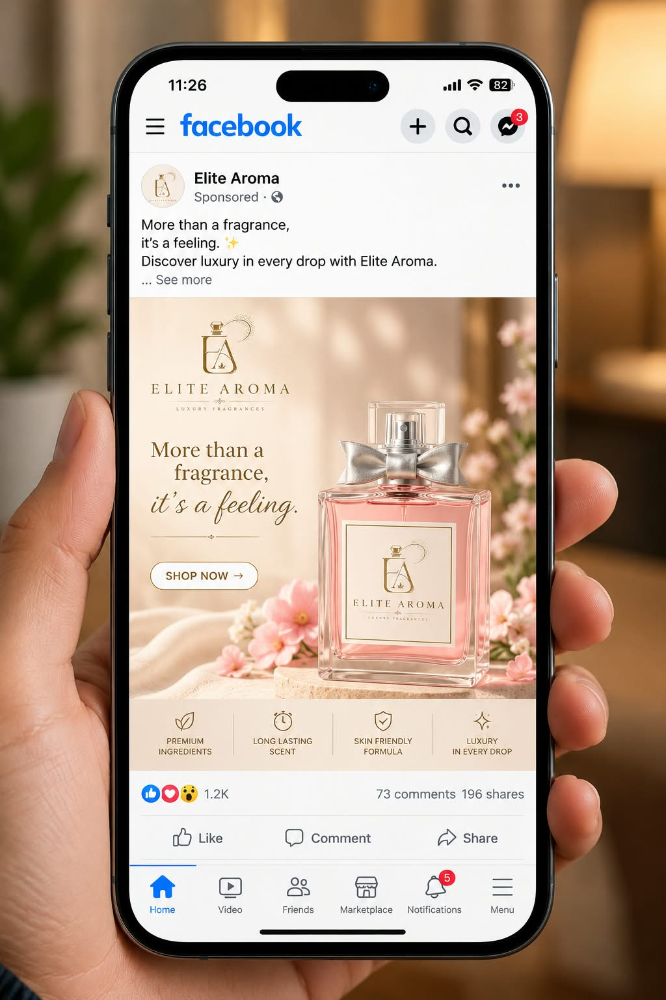 11:26
82
facebook
3
Elite Aroma
Sponsored ·
More than a fragrance,
it's a feeling. ✨
Discover luxury in every drop with Elite Aroma.
... See more
EA
ELITE AROMA
LUXURY FRAGRANCES
More than a
fragrance,
it's a feeling.
SHOP NOW →
EA
ELITE AROMA
LUXURY FRAGRANCES
PREMIUM
INGREDIENTS
LONG LASTING
SCENT
SKIN FRIENDLY
FORMULA
LUXURY
IN EVERY DROP
1.2K
73 comments 196 shares
Like
Comment
Share
5
Home
Video
Friends
Marketplace
Notifications
Menu